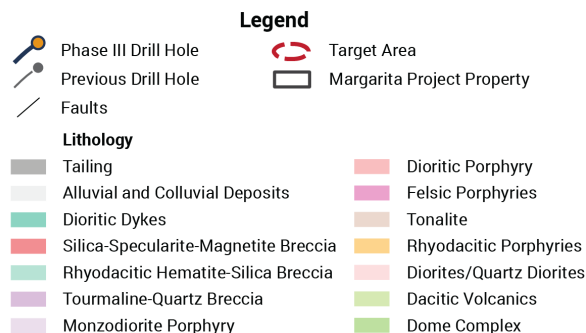 Legend
Phase III Drill Hole
Target Area
Previous Drill Hole
Margarita Project Property
Faults
Lithology
Tailing
Dioritic Porphyry
Alluvial and Colluvial Deposits
Felsic Porphyries
Dioritic Dykes
Tonalite
Silica-Specularite-Magnetite Breccia
Rhyodacitic Porphyries
Rhyodacitic Hematite-Silica Breccia
Diorites/Quartz Diorites
Tourmaline-Quartz Breccia
Dacitic Volcanics
Monzodiorite Porphyry
Dome Complex